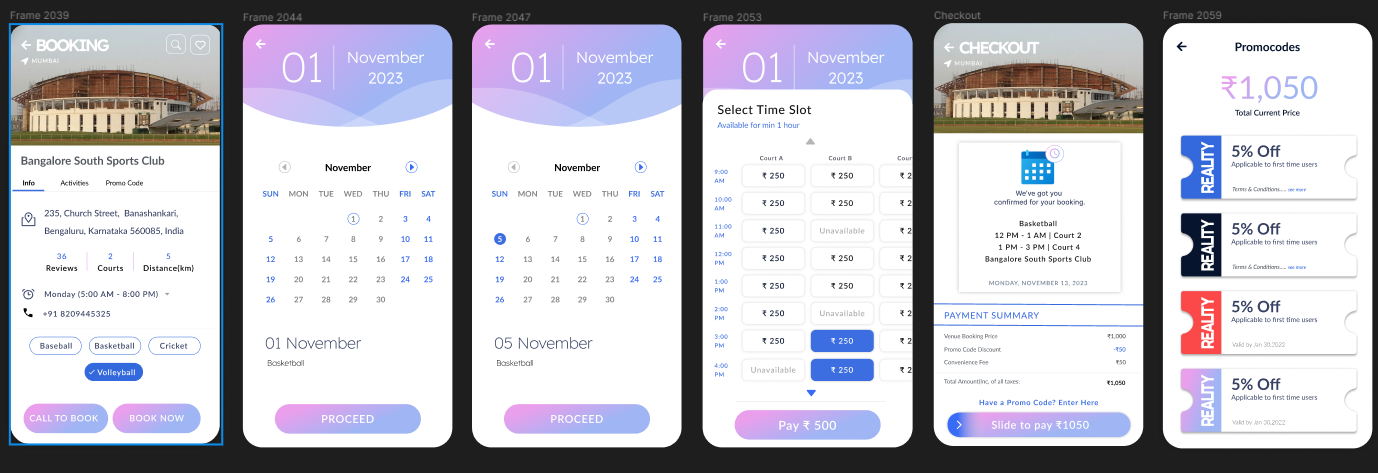 Frame 2039
BOOKING
MUMBAI
Bangalore South Sports Club
Info Activities Promo Code
235, Church Street, Banashankari,
Bengaluru, Karnataka 560085, India
36 2 5
Reviews Courts Distance(km)
Monday (5:00 AM - 8:00 PM)
+91 8209445325
Baseball Basketball Cricket
Volleyball
CALL TO BOOK BOOK NOW
Frame 2044
01 November
2023
November
SUN MON TUE WED THU FRI SAT
1 2 3 4
5 6 7 8 9 10 11
12 13 14 15 16 17 18
19 20 21 22 23 24 25
26 27 28 29 30
01 November
Basketball
PROCEED
Frame 2047
01 November
2023
November
SUN MON TUE WED THU FRI SAT
1 2 3 4
5 6 7 8 9 10 11
12 13 14 15 16 17 18
19 20 21 22 23 24 25
26 27 28 29 30
05 November
Basketball
PROCEED
Frame 2053
01 November
2023
Select Time Slot
Available for min 1 hour
Court A Court B Cour
9:00 AM ₹ 250 ₹ 250 ₹ 2
10:00 AM ₹ 250 ₹ 250 ₹ 2
11:00 AM ₹ 250 Unavailable ₹ 2
12:00 PM ₹ 250 ₹ 250 ₹ 2
1:00 PM ₹ 250 ₹ 250 ₹ 2
2:00 PM ₹ 250 Unavailable ₹ 2
3:00 PM ₹ 250 ₹ 250 ₹ 2
4:00 PM Unavailable ₹ 250 ₹ 2
Pay ₹ 500
Checkout
CHECKOUT
MUMBAI
We've got you
confirmed for your booking.
Basketball
12 PM - 1 AM | Court 2
1 PM - 3 PM | Court 4
Bangalore South Sports Club
MONDAY, NOVEMBER 13, 2023
PAYMENT SUMMARY
Venue Booking Price ₹1,000
Promo Code Discount -₹50
Convenience Fee ₹50
Total Amount(Inc. of all taxes: ₹1,050
Have a Promo Code? Enter Here
Slide to pay ₹1050
Frame 2059
Promocodes
₹1,050
Total Current Price
REALITY
5% Off
Applicable to first time users
Terms & Conditions..... see more
REALITY
5% Off
Applicable to first time users
Terms & Conditions..... see more
REALITY
5% Off
Applicable to first time users
Valid by Jan 30,2022
REALITY
5% Off
Applicable to first time users
Valid by Jan 30,2022